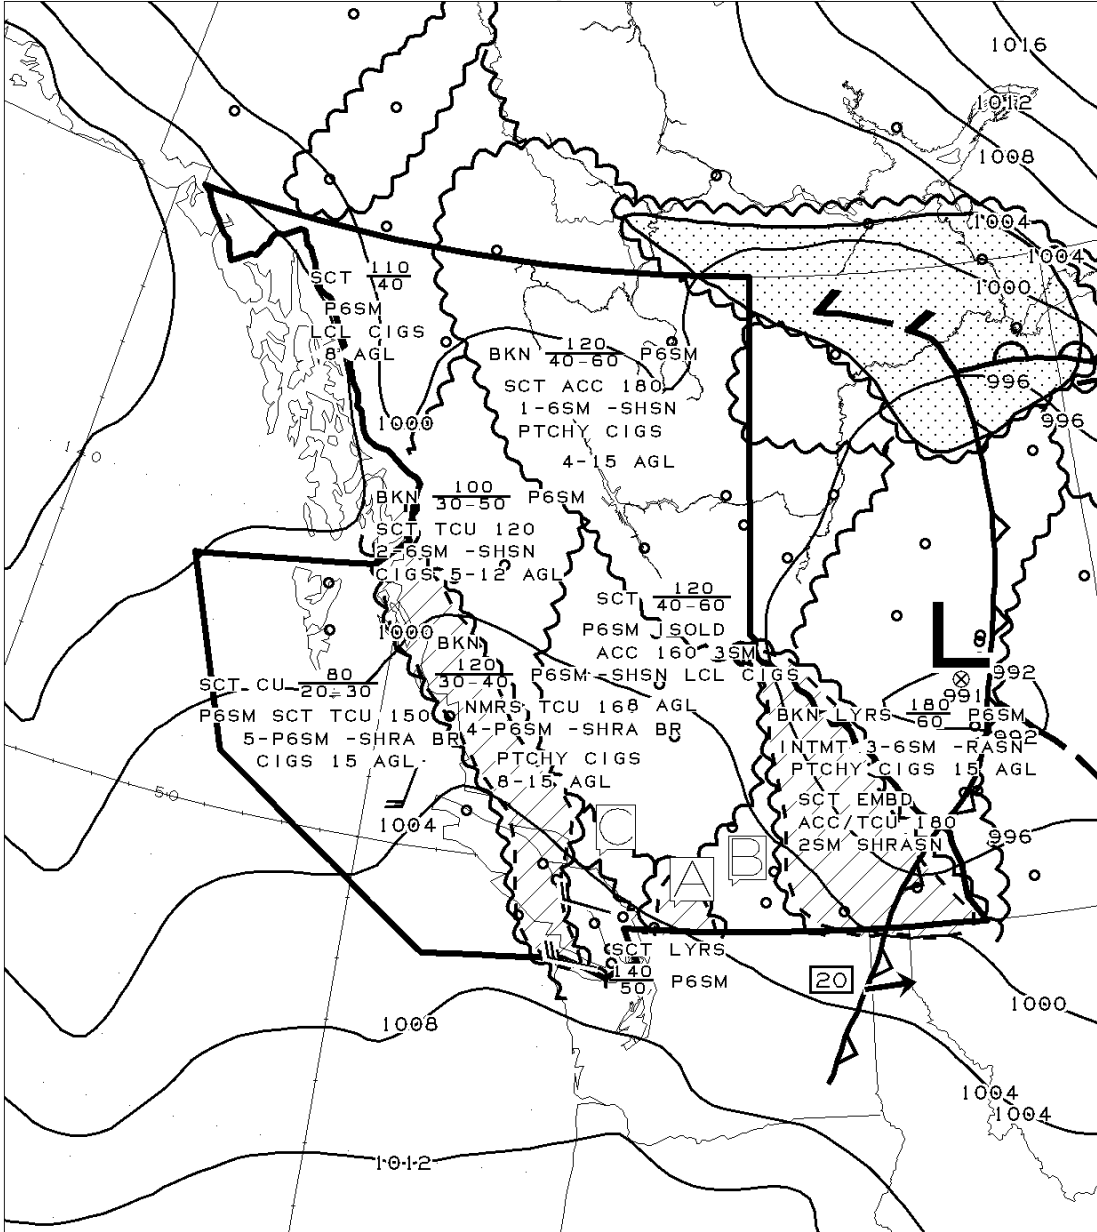 1016
1012
1008
1004
1004
1000
SCT 110/40
P6SM
LCL CIGS
8 AGL
BKN 120/40-60 P6SM
SCT ACC 180
1-6SM -SHSN
PTCHY CIGS
4-15 AGL
996
996
1000
140
BKN 100/30-50 P6SM
SCT TCU 120
2-6SM -SHSN
CIGS 5-12 AGL
SCT 120/40-60
P6SM ISOLD
ACC 160 3SM
-SHSN LCL CIGS
1000
BKN
120/30-40 P6SM
NMRS TCU 168 AGL
4-P6SM -SHRA BR
PTCHY CIGS
8-15 AGL
SCT CU 80/20-30
P6SM SCT TCU 150
5-P6SM -SHRA BR
CIGS 15 AGL
L
992
991
992
BKN LYRS 180/60 P6SM
INTMT 3-6SM -RASN
PTCHY CIGS 15 AGL
SCT EMBD
ACC/TCU 180
2SM SHRASN
50
1004
996
C
B
A
SCT LYRS
140/50 P6SM
20
1000
1008
1004
1004
1012